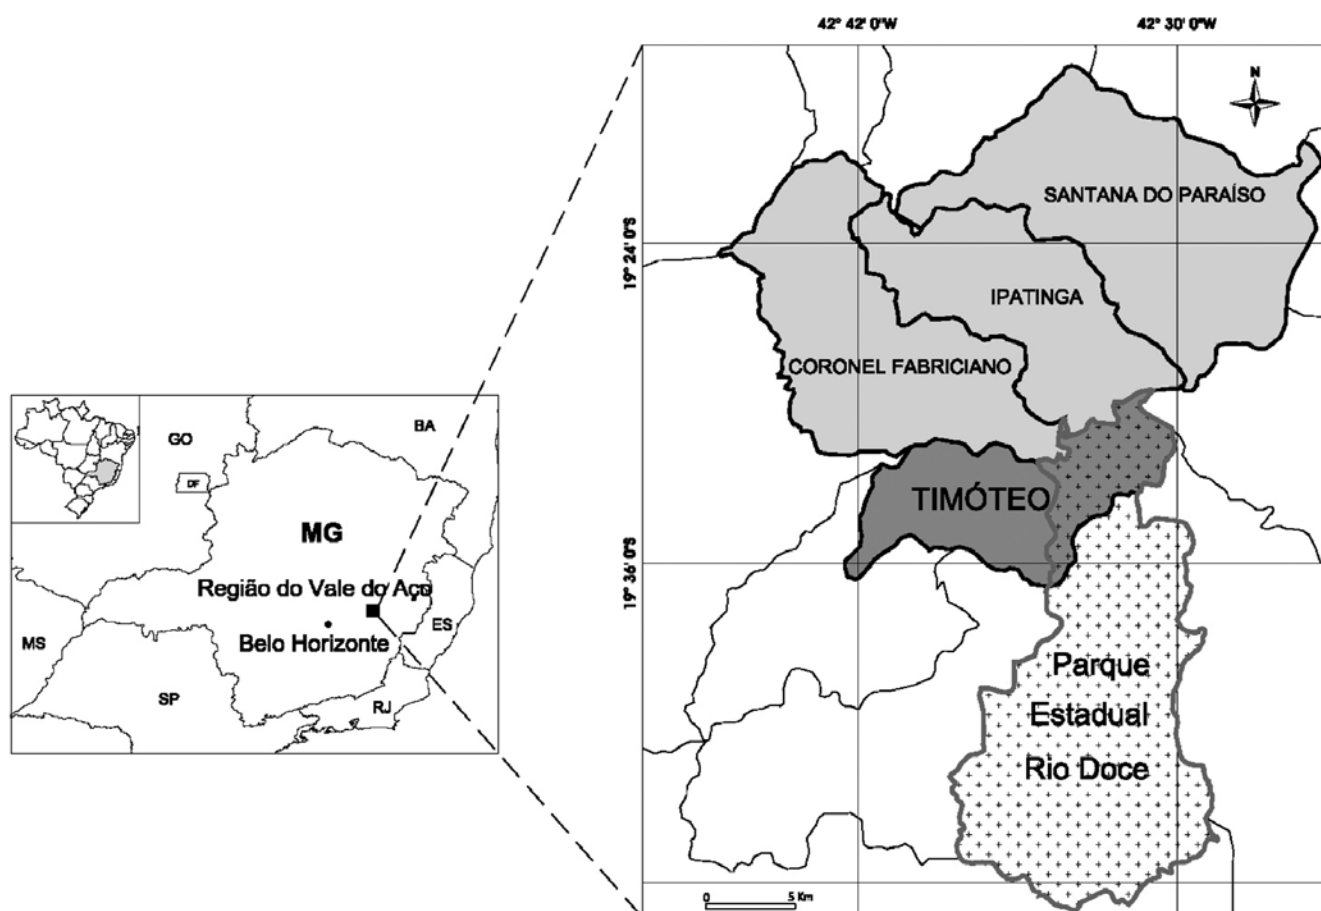 42° 42' 0"W
42° 30' 0"W
N
SANTANA DO PARAÍSO
19° 24' 0"S
IPATINGA
CORONEL FABRICIANO
TIMÓTEO
19° 36' 0"S
Parque
Estadual
Rio Doce
0
5 Km
GO
BA
DF
MG
Região do Vale do Aço
Belo Horizonte
ES
MS
SP
RJ